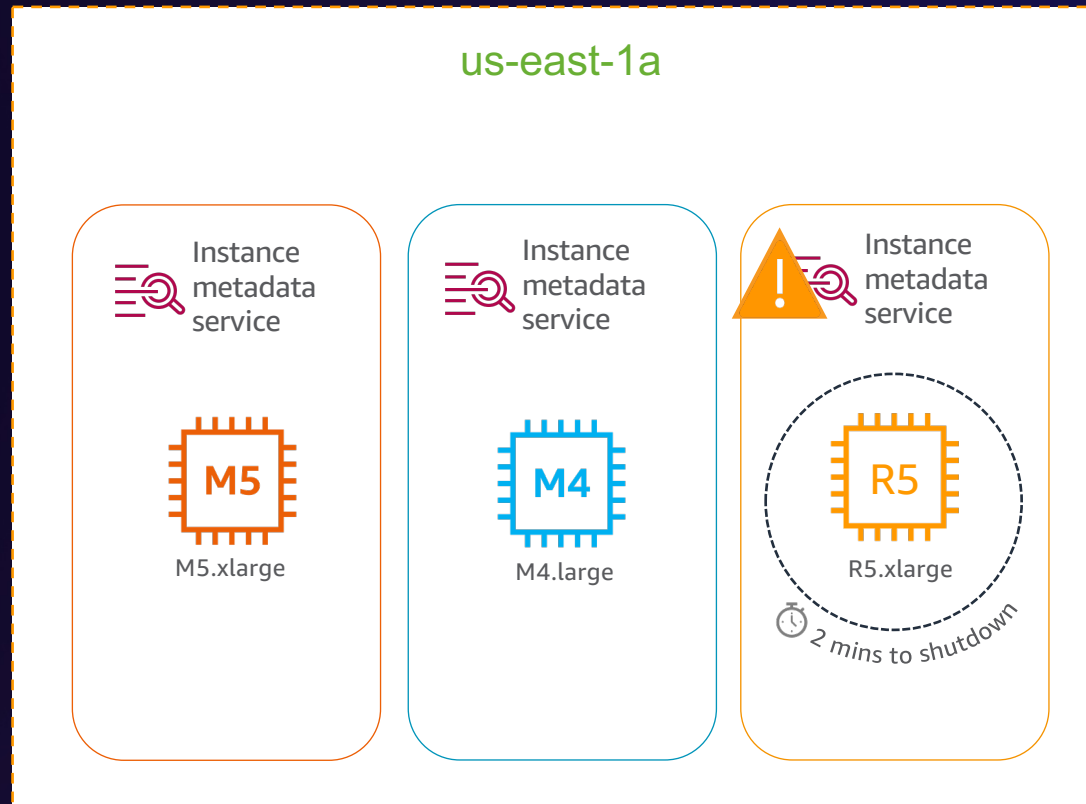 us-east-1a
Instance
metadata
service
M5
M5.xlarge
Instance
metadata
service
M4
M4.large
Instance
metadata
service
R5
R5.xlarge
2 mins to shutdown